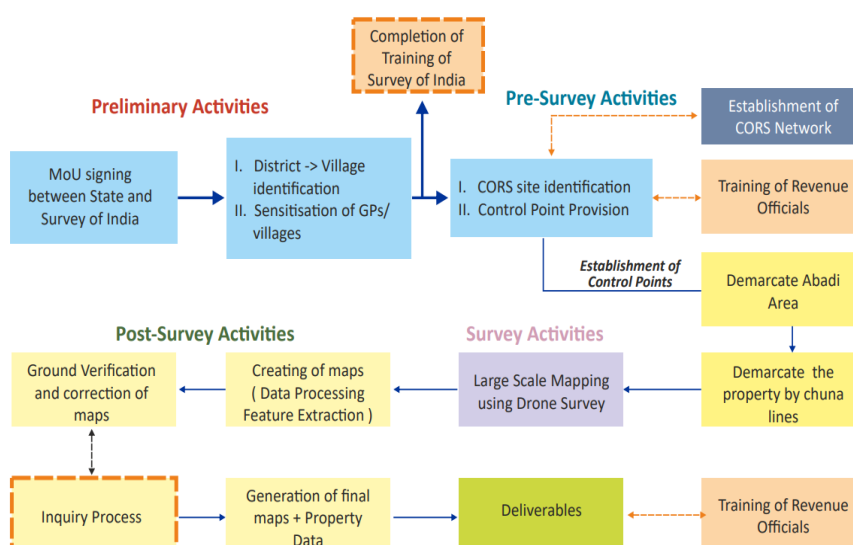 Completion of
Training of
Survey of India
Preliminary Activities
Pre-Survey Activities
Establishment of
CORS Network
MoU signing
between State and
Survey of India
I. District -> Village
identification
II. Sensitisation of GPs/
villages
I. CORS site identification
II. Control Point Provision
Training of Revenue
Officials
Establishment of
Control Points
Demarcate Abadi
Area
Post-Survey Activities
Survey Activities
Ground Verification
and correction of
maps
Creating of maps
( Data Processing
Feature Extraction )
Large Scale Mapping
using Drone Survey
Demarcate the
property by chuna
lines
Inquiry Process
Generation of final
maps + Property
Data
Deliverables
Training of Revenue
Officials